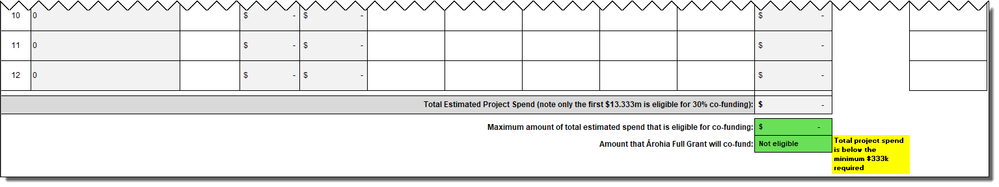 10 0 $ - $ - $ -
11 0 $ - $ - $ -
12 0 $ - $ - $ -
Total Estimated Project Spend (note only the first $13.333m is eligible for 30% co-funding): $ -
Maximum amount of total estimated spend that is eligible for co-funding: $ -
Amount that Ārohia Full Grant will co-fund: Not eligible
Total project spend
is below the
minimum $333k
required